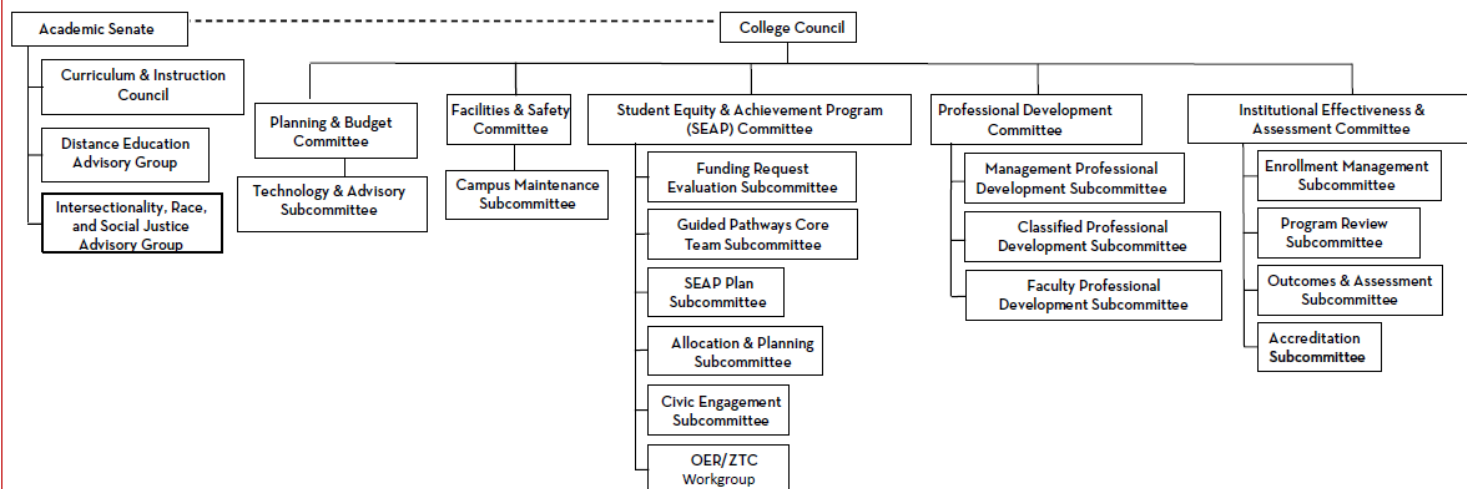 Academic Senate
College Council
Curriculum & Instruction
Council
Distance Education
Advisory Group
Intersectionality, Race,
and Social Justice
Advisory Group
Planning & Budget
Committee
Technology & Advisory
Subcommittee
Facilities & Safety
Committee
Campus Maintenance
Subcommittee
Student Equity & Achievement Program
(SEAP) Committee
Funding Request
Evaluation Subcommittee
Guided Pathways Core
Team Subcommittee
SEAP Plan
Subcommittee
Allocation & Planning
Subcommittee
Civic Engagement
Subcommittee
OER/ZTC
Workgroup
Professional Development
Committee
Management Professional
Development Subcommittee
Classified Professional
Development Subcommittee
Faculty Professional
Development Subcommittee
Institutional Effectiveness &
Assessment Committee
Enrollment Management
Subcommittee
Program Review
Subcommittee
Outcomes & Assessment
Subcommittee
Accreditation
Subcommittee